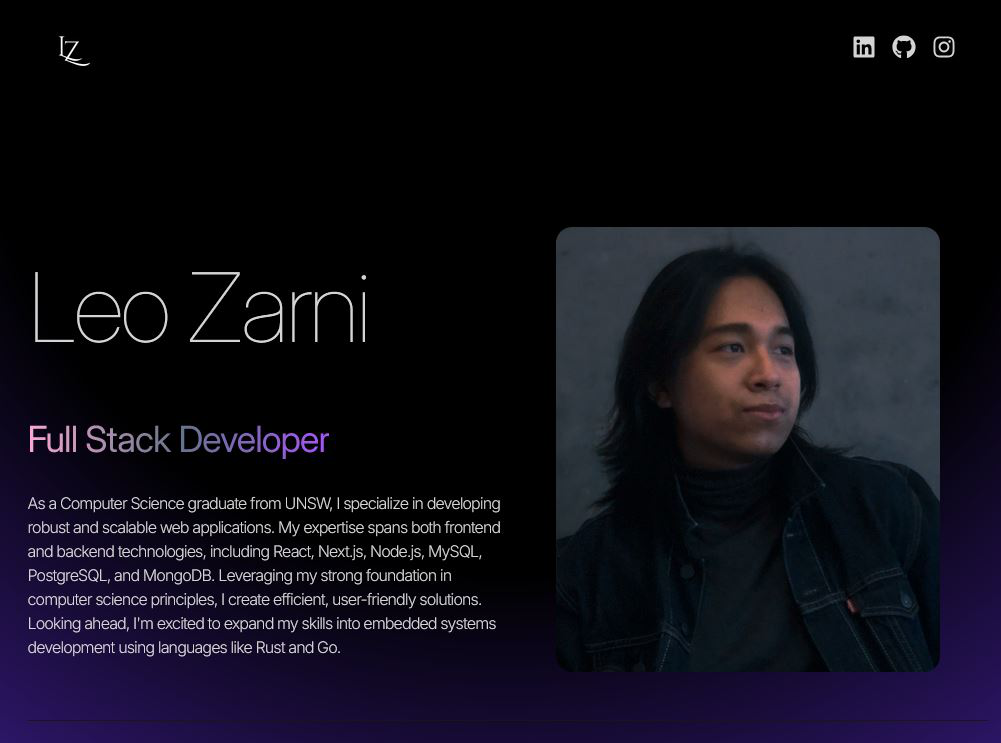 LZ
in
Leo Zarni
Full Stack Developer
As a Computer Science graduate from UNSW, I specialize in developing
robust and scalable web applications. My expertise spans both frontend
and backend technologies, including React, Next.js, Node.js, MySQL,
PostgreSQL, and MongoDB. Leveraging my strong foundation in
computer science principles, I create efficient, user-friendly solutions.
Looking ahead, I'm excited to expand my skills into embedded systems
development using languages like Rust and Go.